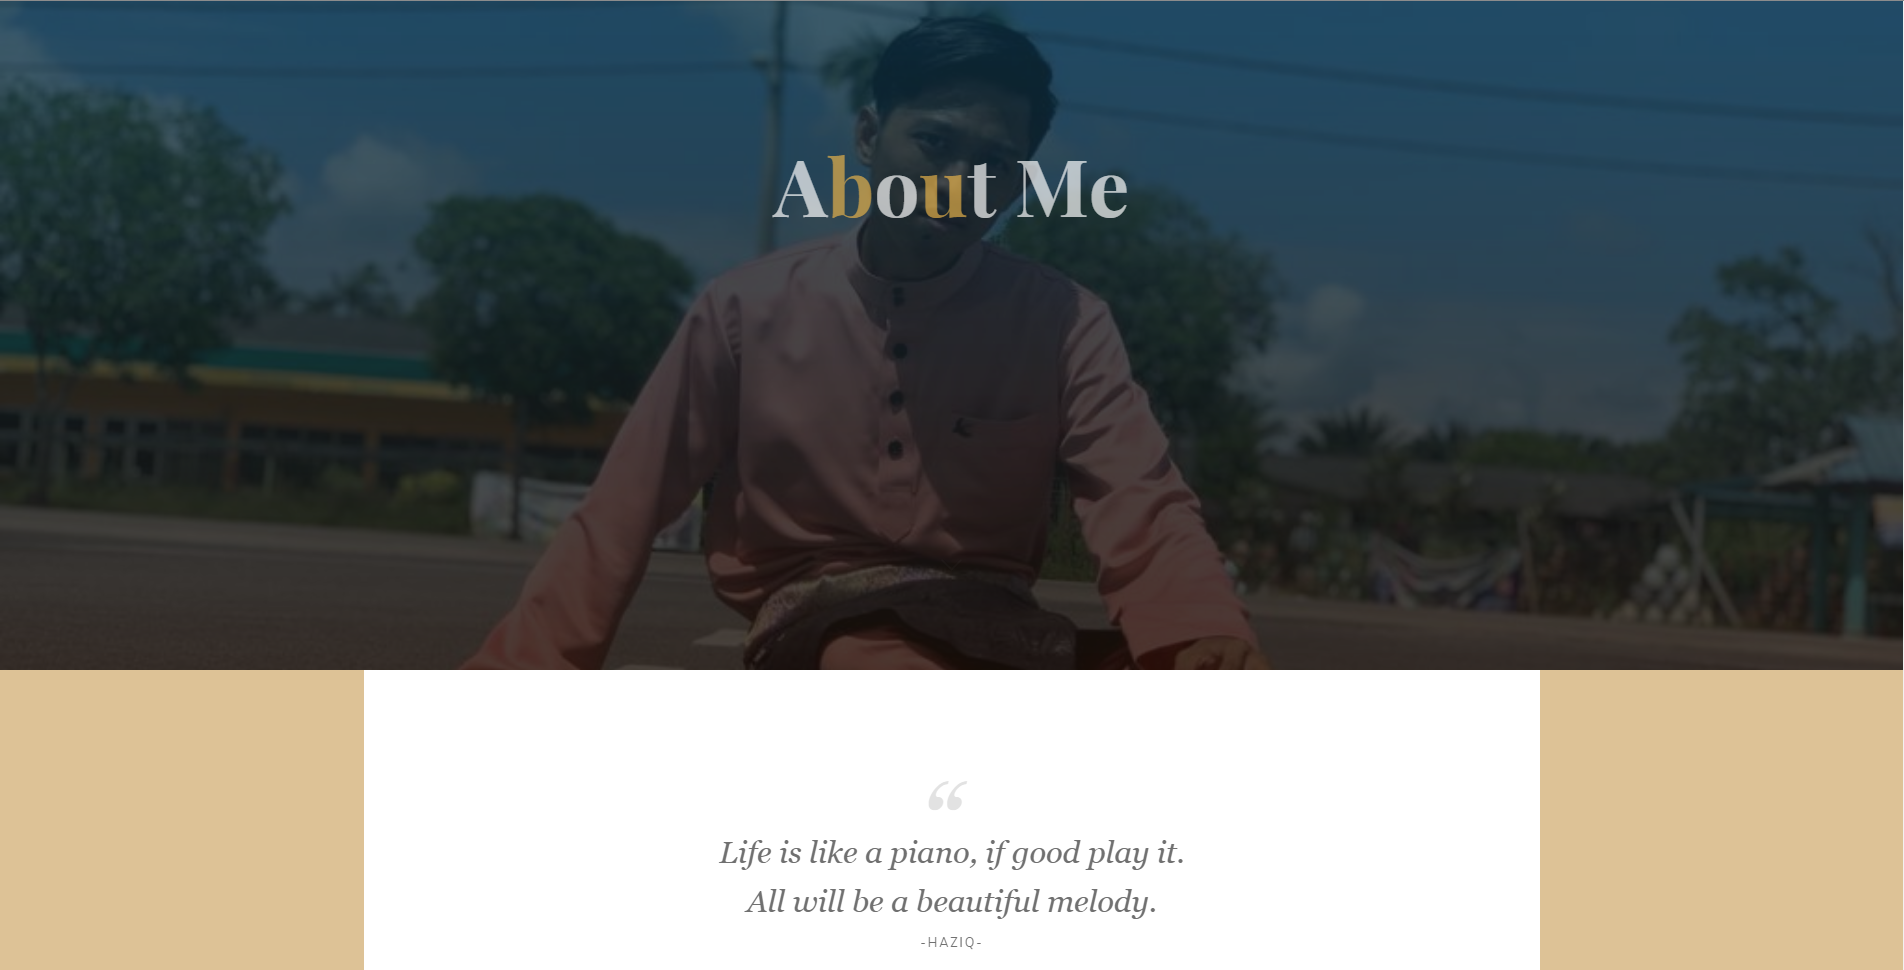 About Me
“
Life is like a piano, if good play it.
All will be a beautiful melody.
-HAZIQ-